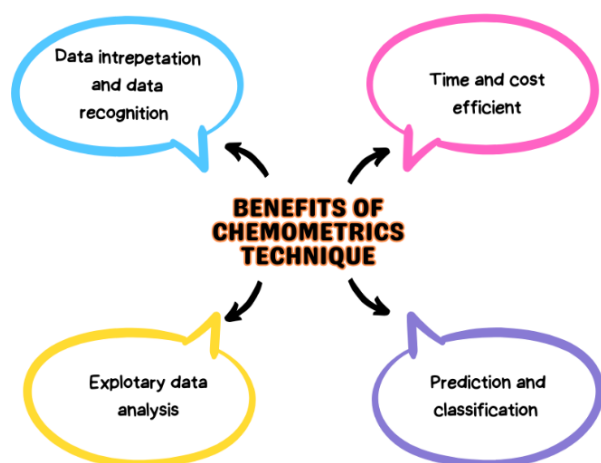 Data intrepetation
and data
recognition
Time and cost
efficient
BENEFITS OF
CHEMOMETRICS
TECHNIQUE
Explotary data
analysis
Prediction and
classification